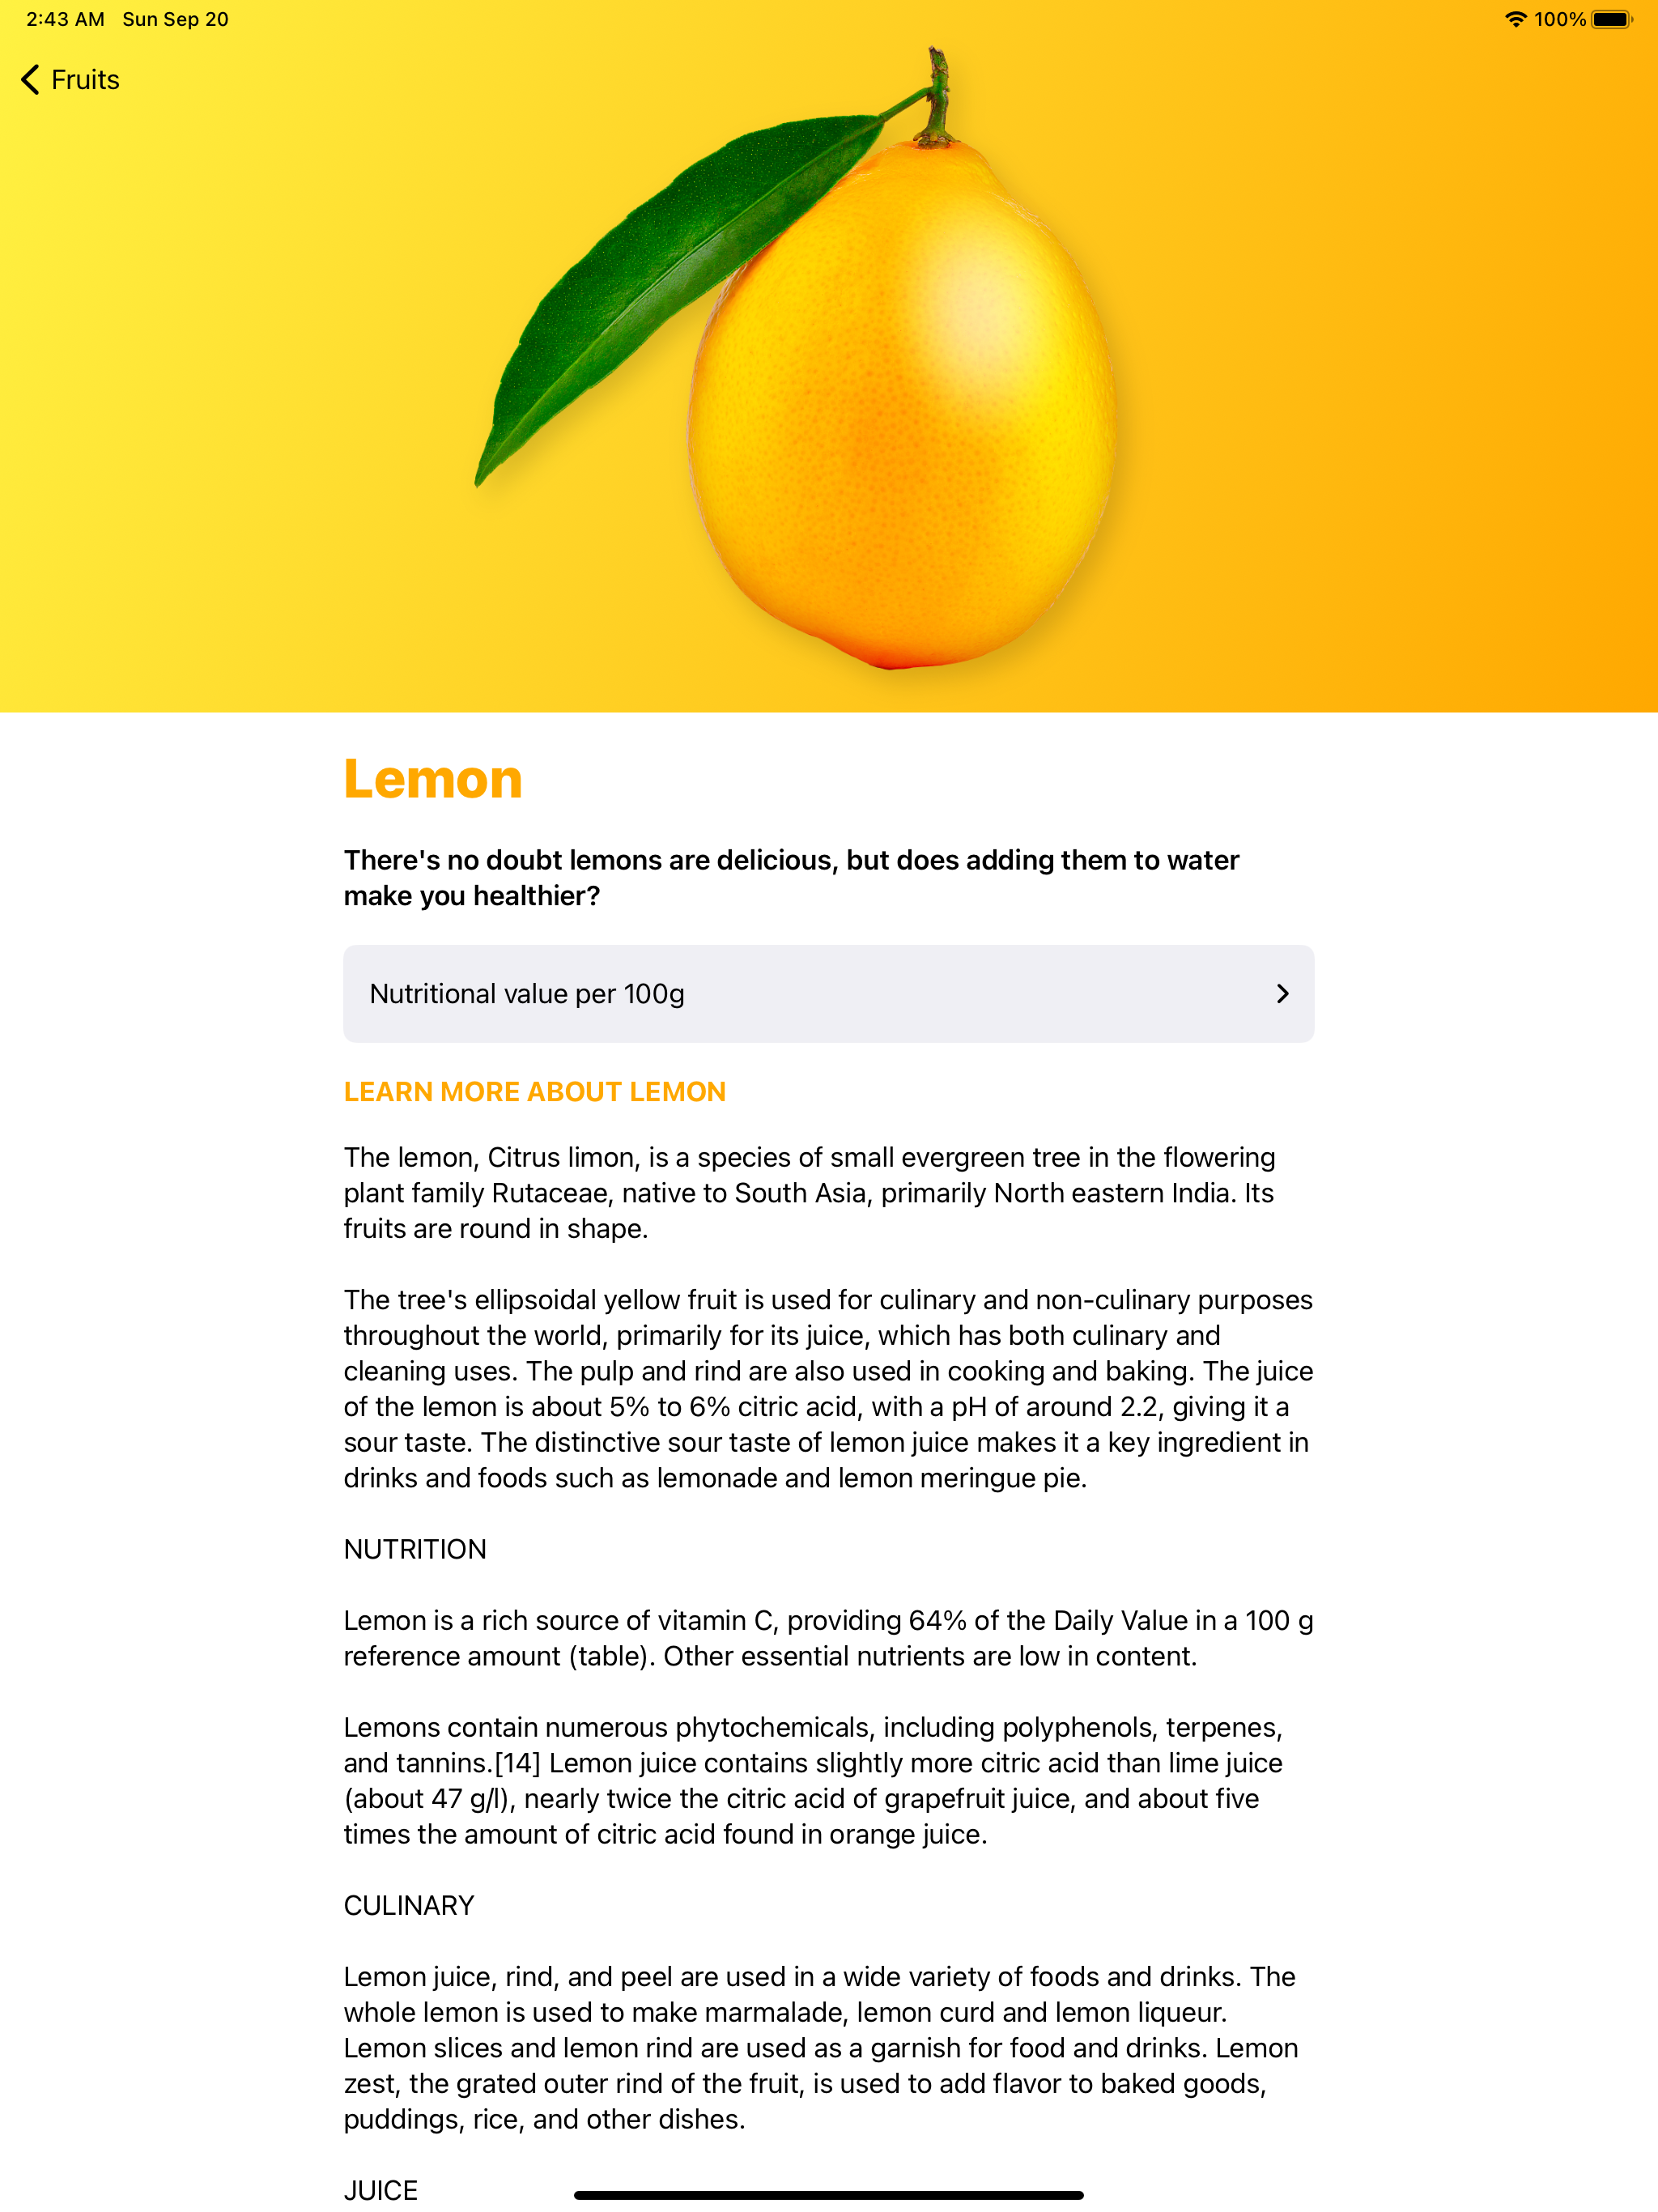 2:43 AM Sun Sep 20
100%
Fruits
Lemon
There's no doubt lemons are delicious, but does adding them to water
make you healthier?
Nutritional value per 100g
LEARN MORE ABOUT LEMON
The lemon, Citrus limon, is a species of small evergreen tree in the flowering
plant family Rutaceae, native to South Asia, primarily North eastern India. Its
fruits are round in shape.
The tree's ellipsoidal yellow fruit is used for culinary and non-culinary purposes
throughout the world, primarily for its juice, which has both culinary and
cleaning uses. The pulp and rind are also used in cooking and baking. The juice
of the lemon is about 5% to 6% citric acid, with a pH of around 2.2, giving it a
sour taste. The distinctive sour taste of lemon juice makes it a key ingredient in
drinks and foods such as lemonade and lemon meringue pie.
NUTRITION
Lemon is a rich source of vitamin C, providing 64% of the Daily Value in a 100 g
reference amount (table). Other essential nutrients are low in content.
Lemons contain numerous phytochemicals, including polyphenols, terpenes,
and tannins.[14] Lemon juice contains slightly more citric acid than lime juice
(about 47 g/l), nearly twice the citric acid of grapefruit juice, and about five
times the amount of citric acid found in orange juice.
CULINARY
Lemon juice, rind, and peel are used in a wide variety of foods and drinks. The
whole lemon is used to make marmalade, lemon curd and lemon liqueur.
Lemon slices and lemon rind are used as a garnish for food and drinks. Lemon
zest, the grated outer rind of the fruit, is used to add flavor to baked goods,
puddings, rice, and other dishes.
JUICE